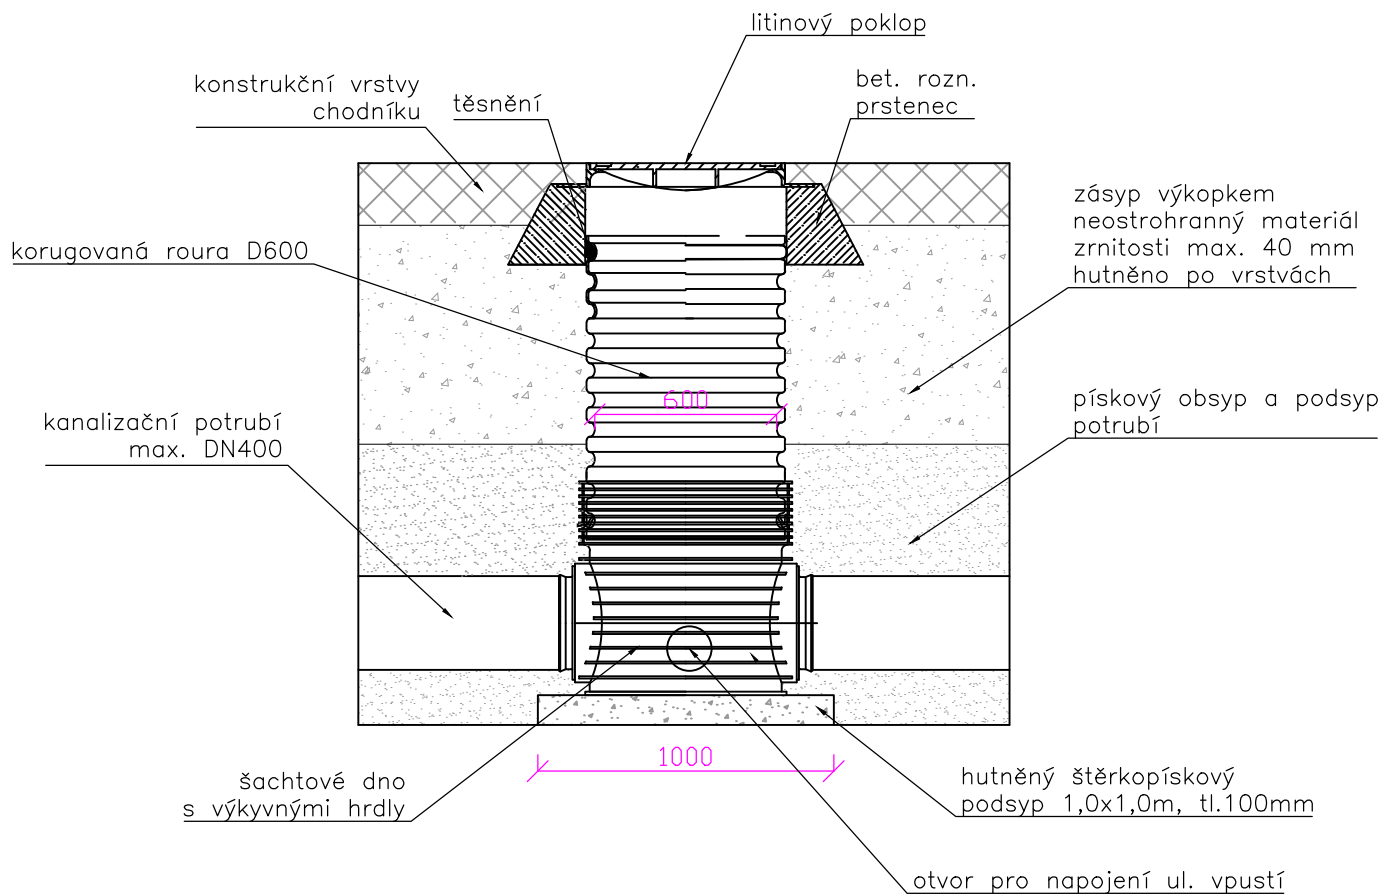 litinový poklop
konstrukční vrstvy
chodníku
těsnění
bet. rozn.
prstenec
zásyp výkopkem
neostrohranný materiál
zrnitosti max. 40 mm
hutněno po vrstvách
korugovaná roura D600
600
pískový obsyp a podsyp
potrubí
kanalizační potrubí
max. DN400
1000
šachtové dno
s výkyvnými hrdly
hutněný štěrkopískový
podsyp 1,0x1,0m, tl.100mm
otvor pro napojení ul. vpustí